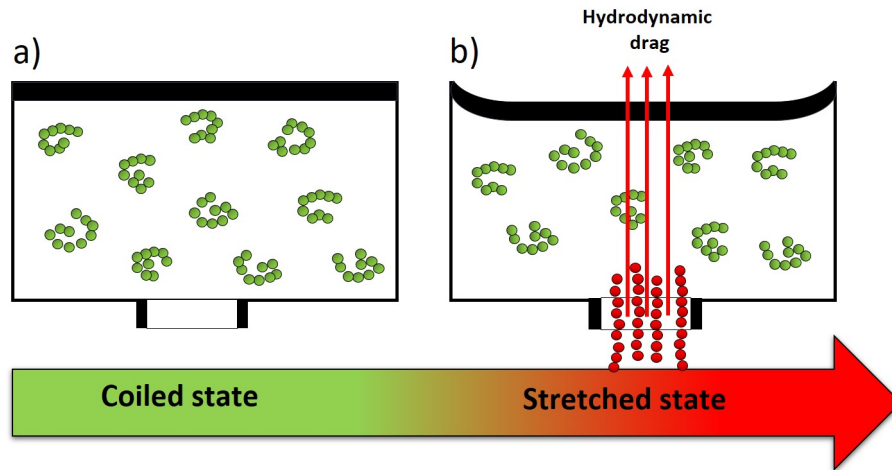 a)
b)
Hydrodynamic
drag
Coiled state
Stretched state